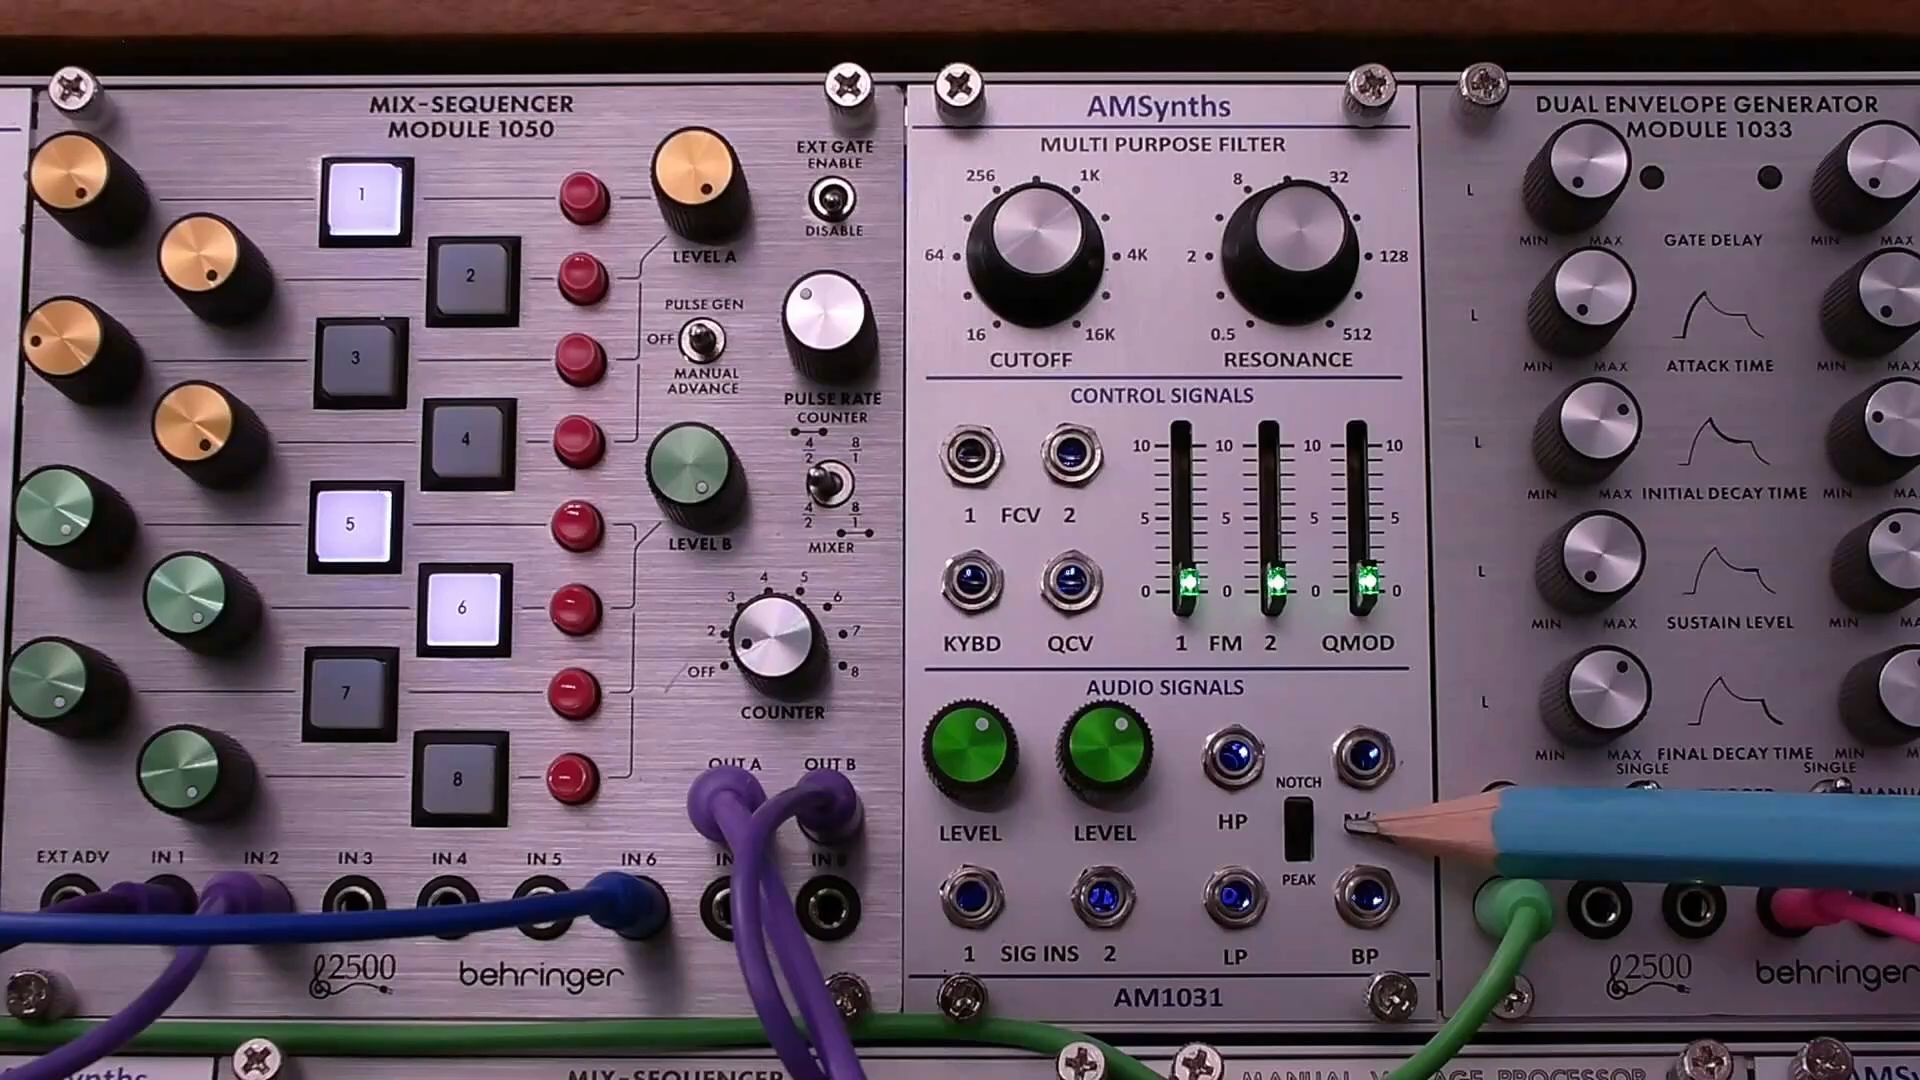 MIX-SEQUENCER
MODULE 1050
1
2
3
4
5
6
7
8
LEVEL A
EXT GATE
ENABLE
DISABLE
PULSE GEN
OFF
MANUAL
ADVANCE
PULSE RATE
COUNTER
4 8
2 1
4 8
2 1
MIXER
LEVEL B
OFF 2 3 4 5 6 7 8
COUNTER
OUT A OUT B
EXT ADV IN 1 IN 2 IN 3 IN 4 IN 5 IN 6
2500 behringer
AMSynths
MULTI PURPOSE FILTER
256 1K 8 32
64 4K 2 128
16 16K 0.5 512
CUTOFF RESONANCE
CONTROL SIGNALS
10 10 10 10
5 5 5 5
0 0 0 0
1 FCV 2
KYBD QCV 1 FM 2 QMOD
AUDIO SIGNALS
LEVEL LEVEL HP
NOTCH
PEAK
1 SIG INS 2 LP BP
AM1031
DUAL ENVELOPE GENERATOR
MODULE 1033
L
MIN MAX GATE DELAY MIN MAX
L
MIN MAX ATTACK TIME MIN MAX
L
MIN MAX INITIAL DECAY TIME MIN
L
MIN MAX SUSTAIN LEVEL MIN
L
MIN MAX FINAL DECAY TIME MIN
SINGLE SINGLE
2500 behringer
MIX-SEQUENCER